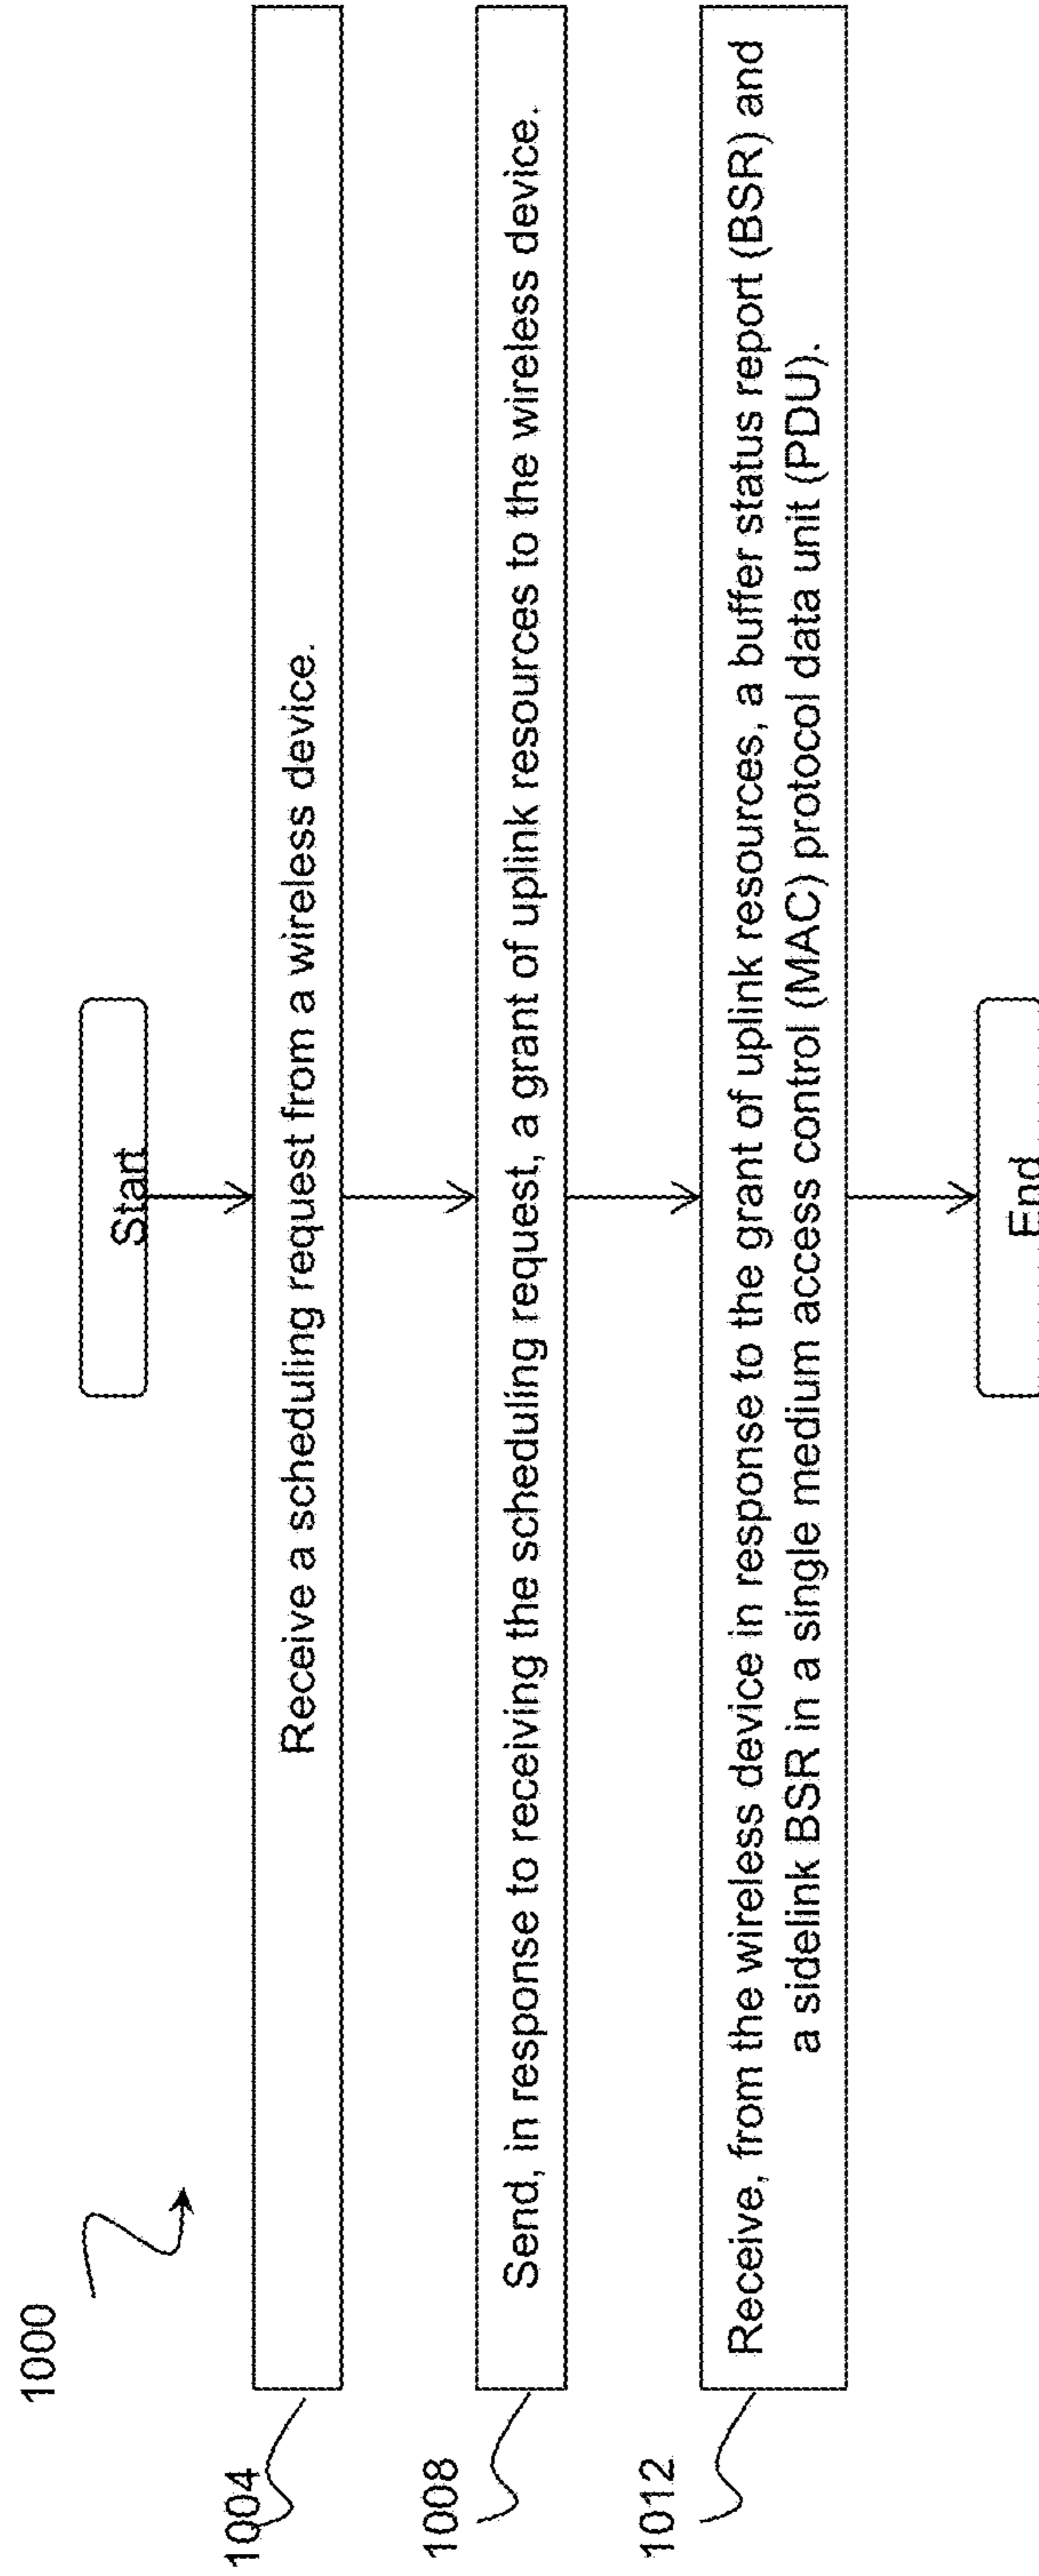 1000
Start
1004
Receive a scheduling request from a wireless device.
1008
Send, in response to receiving the scheduling request, a grant of uplink resources to the wireless device.
1012
Receive, from the wireless device in response to the grant of uplink resources, a buffer status report (BSR) and
a sidelink BSR in a single medium access control (MAC) protocol data unit (PDU).
End